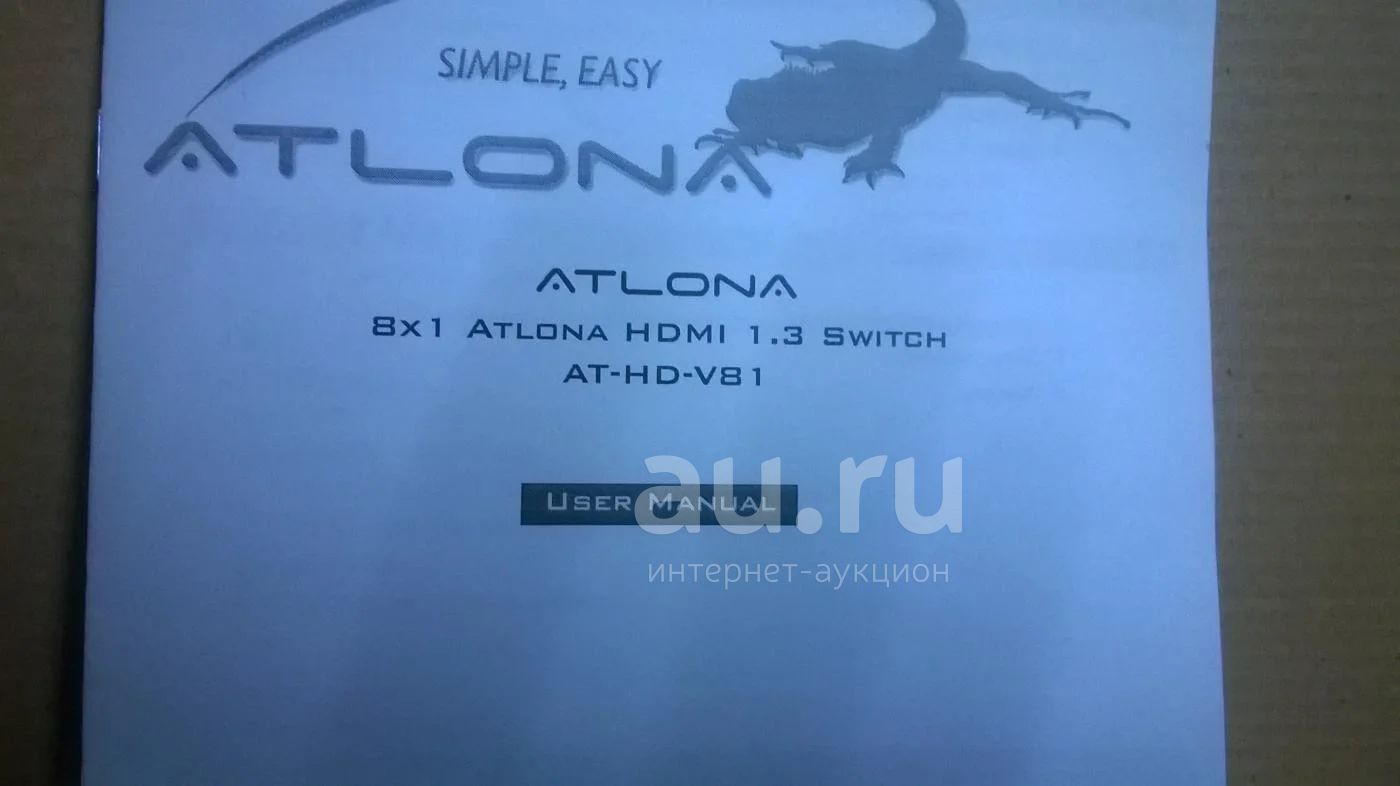 SIMPLE, EASY
ATLONA
ATLONA
8x1 ATLONA HDMI 1.3 SWITCH
AT-HD-V81
USER MANUAL
au.ru
интернет-аукцион